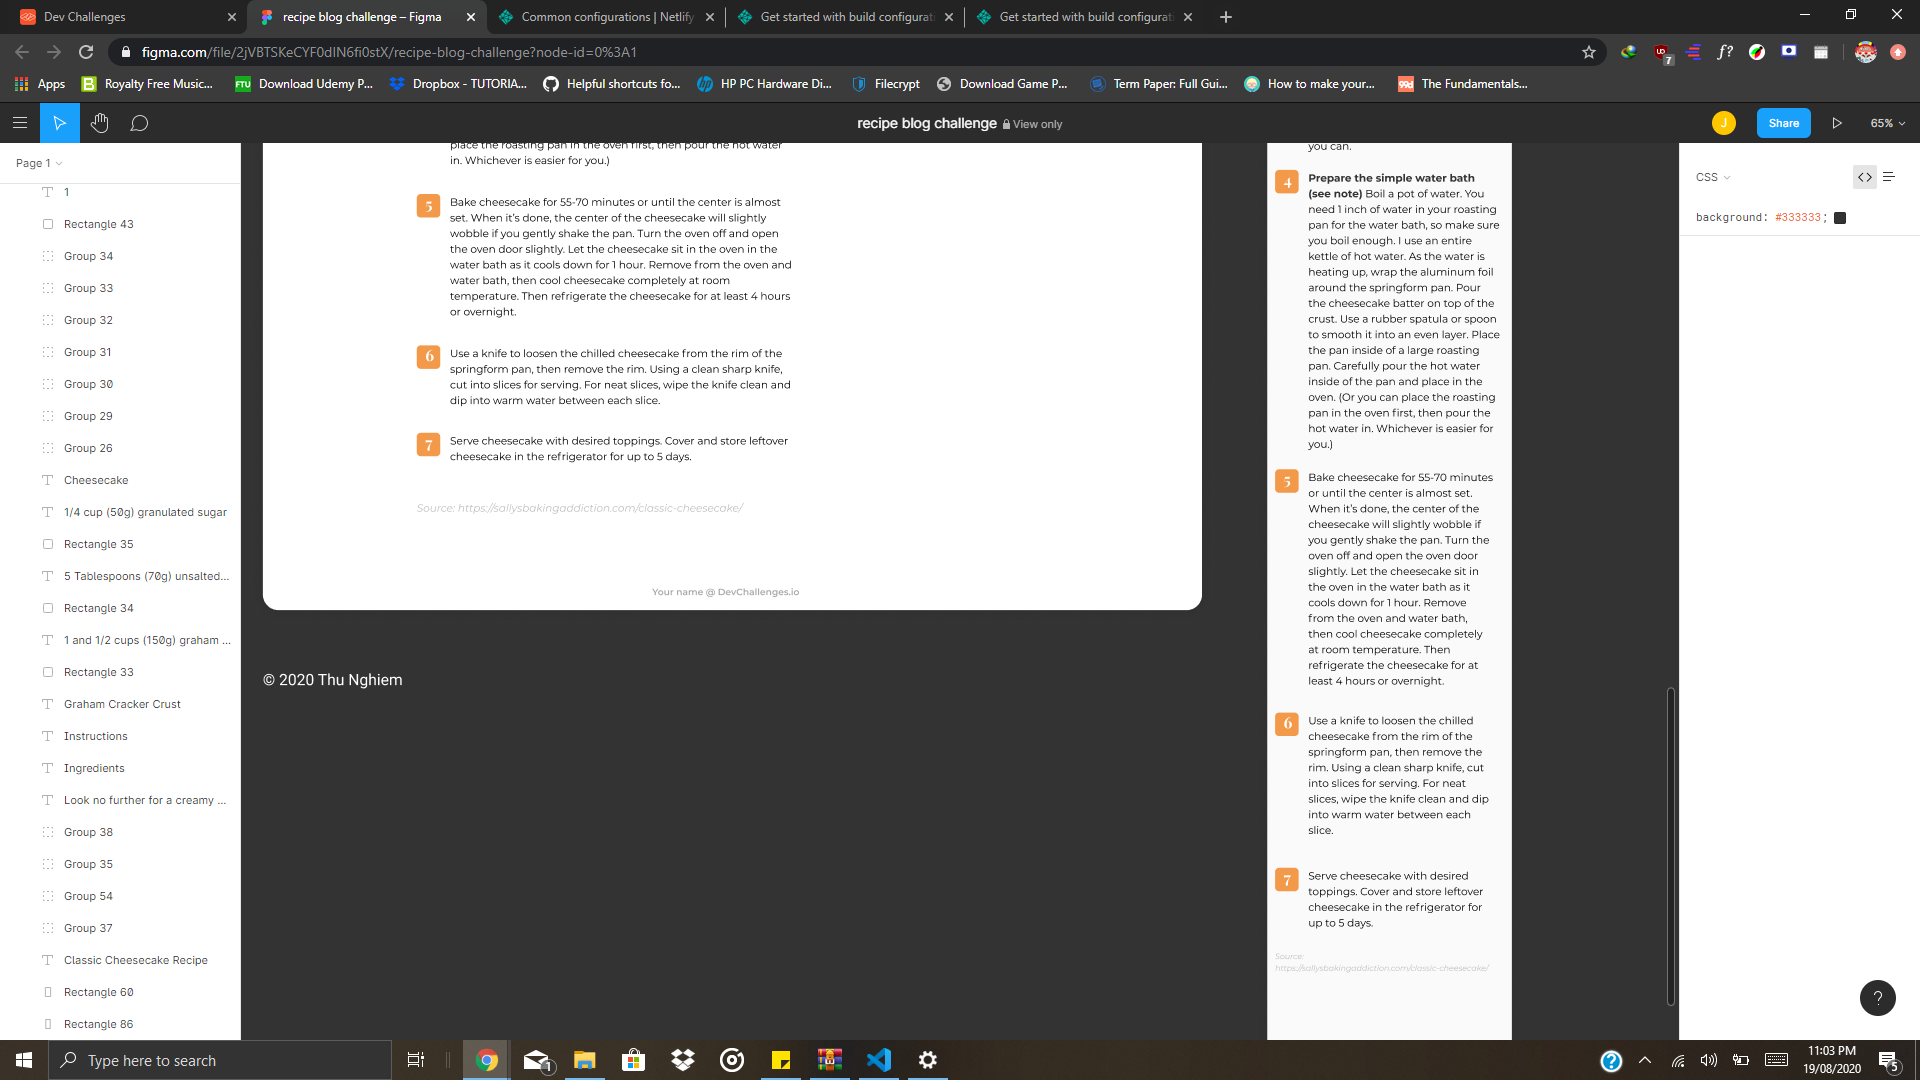 Dev Challenges
recipe blog challenge – Figma
Common configurations | Netlify
Get started with build configurati
Get started with build configurati
figma.com/file/2jVBTSKeCYF0dIN6fi0stX/recipe-blog-challenge?node-id=0%3A1
7
f?
Apps
Royalty Free Music...
FTU
Download Udemy P...
Dropbox - TUTORIA...
Helpful shortcuts fo...
HP PC Hardware Di...
Filecrypt
Download Game P...
Term Paper: Full Gui...
How to make your...
99d
The Fundamentals...
recipe blog challenge
View only
J
Share
65%
Page 1
1
Rectangle 43
Group 34
Group 33
Group 32
Group 31
Group 30
Group 29
Group 26
Cheesecake
1/4 cup (50g) granulated sugar
Rectangle 35
5 Tablespoons (70g) unsalted...
Rectangle 34
1 and 1/2 cups (150g) graham ...
Rectangle 33
Graham Cracker Crust
Instructions
Ingredients
Look no further for a creamy ...
Group 38
Group 35
Group 54
Group 37
Classic Cheesecake Recipe
Rectangle 60
Rectangle 86
place the roasting pan in the oven first, then pour the hot water
in. Whichever is easier for you.)
5
Bake cheesecake for 55-70 minutes or until the center is almost
set. When it's done, the center of the cheesecake will slightly
wobble if you gently shake the pan. Turn the oven off and open
the oven door slightly. Let the cheesecake sit in the oven in the
water bath as it cools down for 1 hour. Remove from the oven and
water bath, then cool cheesecake completely at room
temperature. Then refrigerate the cheesecake for at least 4 hours
or overnight.
6
Use a knife to loosen the chilled cheesecake from the rim of the
springform pan, then remove the rim. Using a clean sharp knife,
cut into slices for serving. For neat slices, wipe the knife clean and
dip into warm water between each slice.
7
Serve cheesecake with desired toppings. Cover and store leftover
cheesecake in the refrigerator for up to 5 days.
Source: https://sallysbakingaddiction.com/classic-cheesecake/
Your name @ DevChallenges.io
© 2020 Thu Nghiem
you can.
4
Prepare the simple water bath
(see note) Boil a pot of water. You
need 1 inch of water in your roasting
pan for the water bath, so make sure
you boil enough. I use an entire
kettle of hot water. As the water is
heating up, wrap the aluminum foil
around the springform pan. Pour
the cheesecake batter on top of the
crust. Use a rubber spatula or spoon
to smooth it into an even layer. Place
the pan inside of a large roasting
pan. Carefully pour the hot water
inside of the pan and place in the
oven. (Or you can place the roasting
pan in the oven first, then pour the
hot water in. Whichever is easier for
you.)
5
Bake cheesecake for 55-70 minutes
or until the center is almost set.
When it's done, the center of the
cheesecake will slightly wobble if
you gently shake the pan. Turn the
oven off and open the oven door
slightly. Let the cheesecake sit in
the oven in the water bath as it
cools down for 1 hour. Remove
from the oven and water bath,
then cool cheesecake completely
at room temperature. Then
refrigerate the cheesecake for at
least 4 hours or overnight.
6
Use a knife to loosen the chilled
cheesecake from the rim of the
springform pan, then remove the
rim. Using a clean sharp knife, cut
into slices for serving. For neat
slices, wipe the knife clean and dip
into warm water between each
slice.
7
Serve cheesecake with desired
toppings. Cover and store leftover
cheesecake in the refrigerator for
up to 5 days.
Source:
https://sallysbakingaddiction.com/classic-cheesecake/
CSS
background: #333333;
?
Type here to search
1
11:03 PM
19/08/2020
5